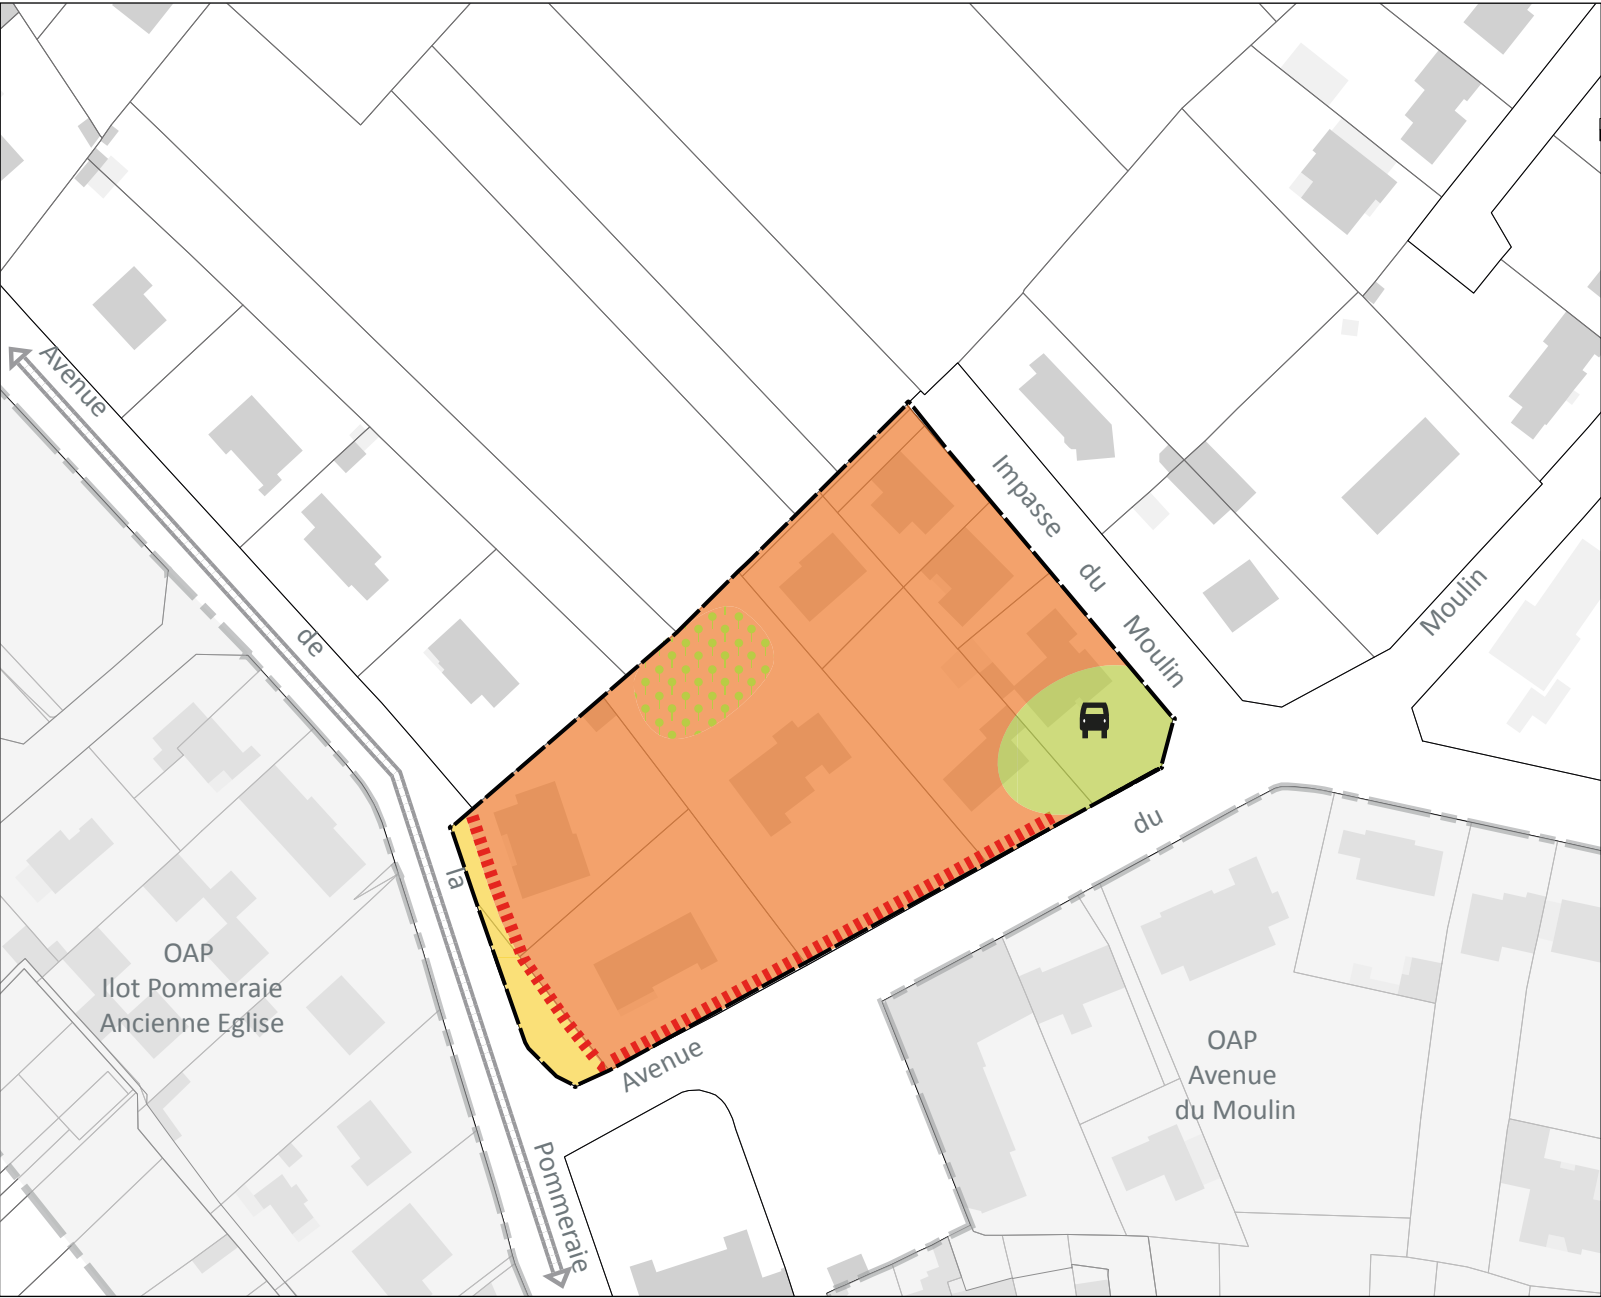 Avenue
de
la
Pommeraie
Impasse
du
Moulin
Moulin
du
Avenue
OAP
Ilot Pommeraie
Ancienne Eglise
OAP
Avenue
du Moulin